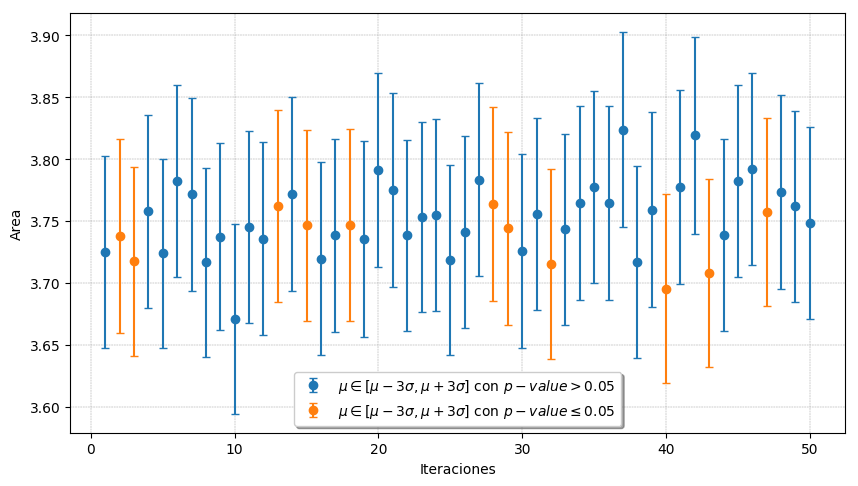 3.90
3.85
3.80
3.75
3.70
3.65
3.60
Area
μ ∈ [μ − 3σ, μ + 3σ] con p − value > 0.05
μ ∈ [μ − 3σ, μ + 3σ] con p − value ≤ 0.05
0 10 20 30 40 50
Iteraciones